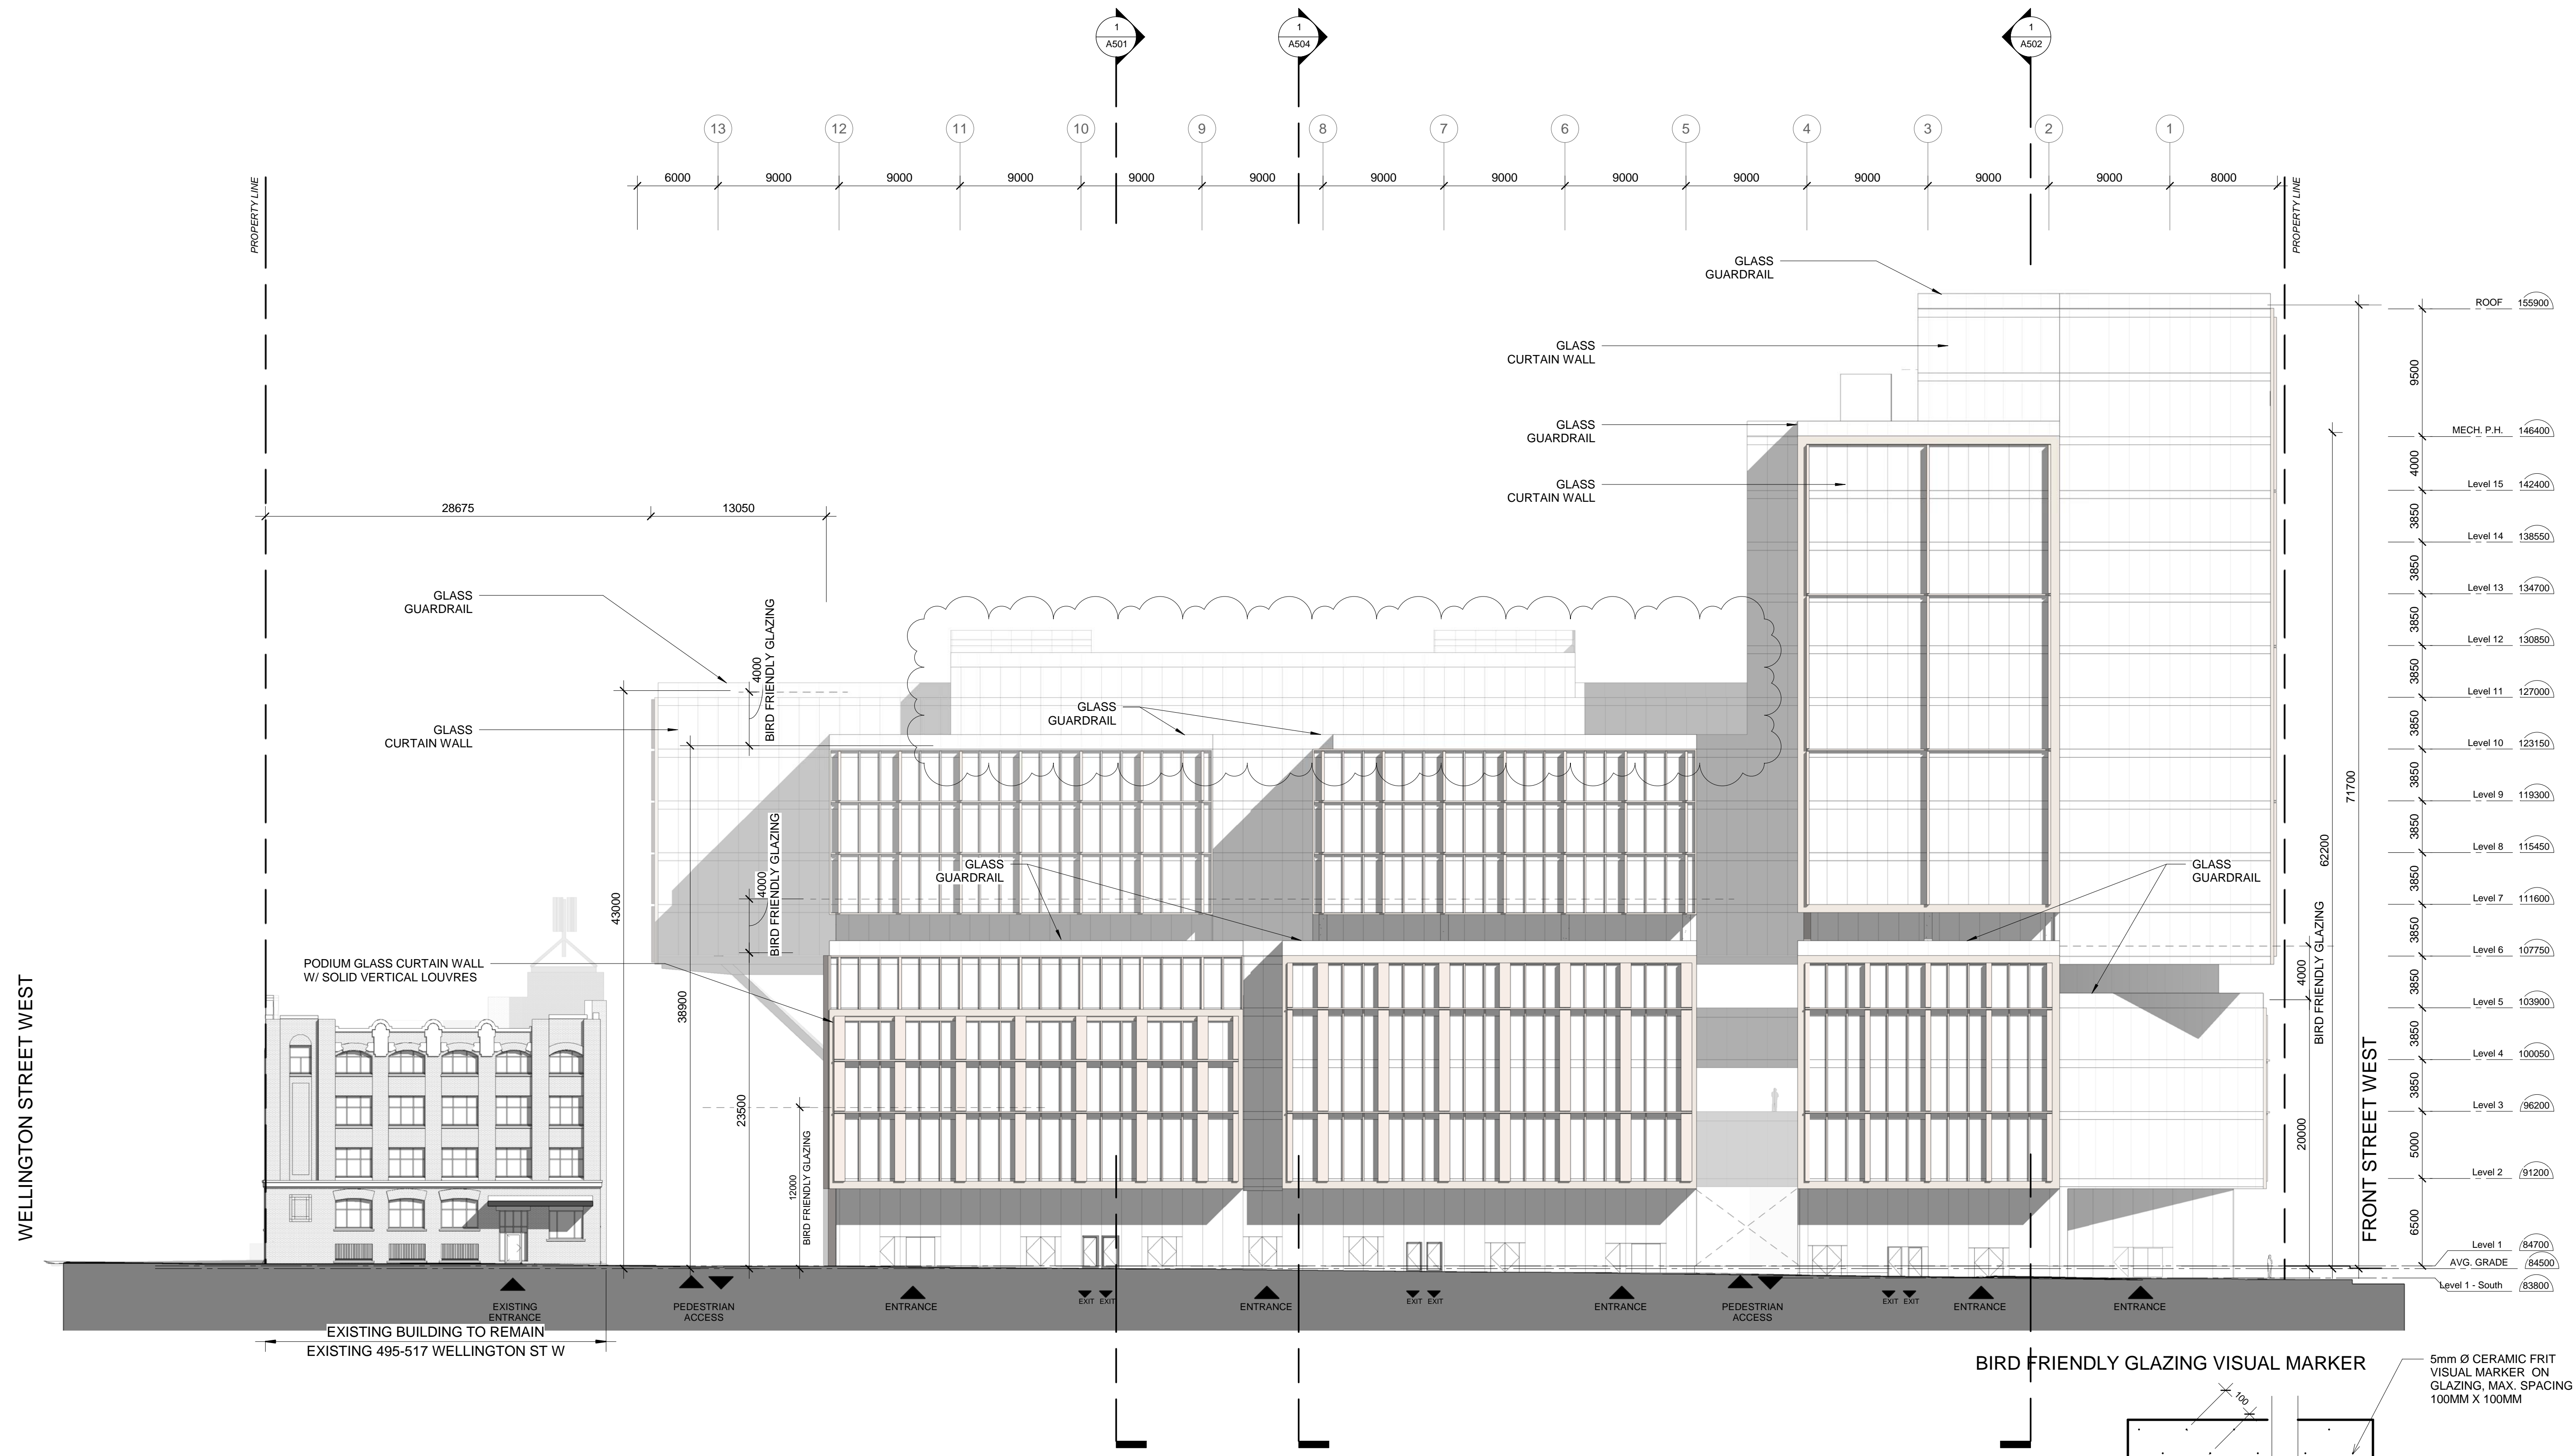 1
A501
1
A504
1
A502
13
12
11
10
9
8
7
6
5
4
3
2
1
6000
9000
9000
9000
9000
9000
9000
9000
9000
9000
9000
9000
9000
8000
PROPERTY LINE
PROPERTY LINE
GLASS
GUARDRAIL
GLASS
CURTAIN WALL
GLASS
GUARDRAIL
GLASS
CURTAIN WALL
28675
13050
GLASS
GUARDRAIL
GLASS
CURTAIN WALL
4000
BIRD FRIENDLY GLAZING
GLASS
GUARDRAIL
4000
BIRD FRIENDLY GLAZING
GLASS
GUARDRAIL
GLASS
GUARDRAIL
PODIUM GLASS CURTAIN WALL
W/ SOLID VERTICAL LOUVRES
43000
38900
23500
12000
BIRD FRIENDLY GLAZING
WELLINGTON STREET WEST
FRONT STREET WEST
4000
BIRD FRIENDLY GLAZING
20000
62200
71700
ROOF 155900
9500
MECH. P.H. 146400
4000
Level 15 142400
3850
Level 14 138550
3850
Level 13 134700
3850
Level 12 130850
3850
Level 11 127000
3850
Level 10 123150
3850
Level 9 119300
3850
Level 8 115450
3850
Level 7 111600
3850
Level 6 107750
3850
Level 5 103900
3850
Level 4 100050
3850
Level 3 96200
5000
Level 2 91200
6500
Level 1 84700
AVG. GRADE 84500
Level 1 - South 83800
EXISTING
ENTRANCE
PEDESTRIAN
ACCESS
ENTRANCE
EXIT EXIT
ENTRANCE
EXIT EXIT
ENTRANCE
PEDESTRIAN
ACCESS
EXIT EXIT
ENTRANCE
ENTRANCE
EXISTING BUILDING TO REMAIN
EXISTING 495-517 WELLINGTON ST W
BIRD FRIENDLY GLAZING VISUAL MARKER
5mm Ø CERAMIC FRIT
VISUAL MARKER ON
GLAZING, MAX. SPACING
100MM X 100MM
100